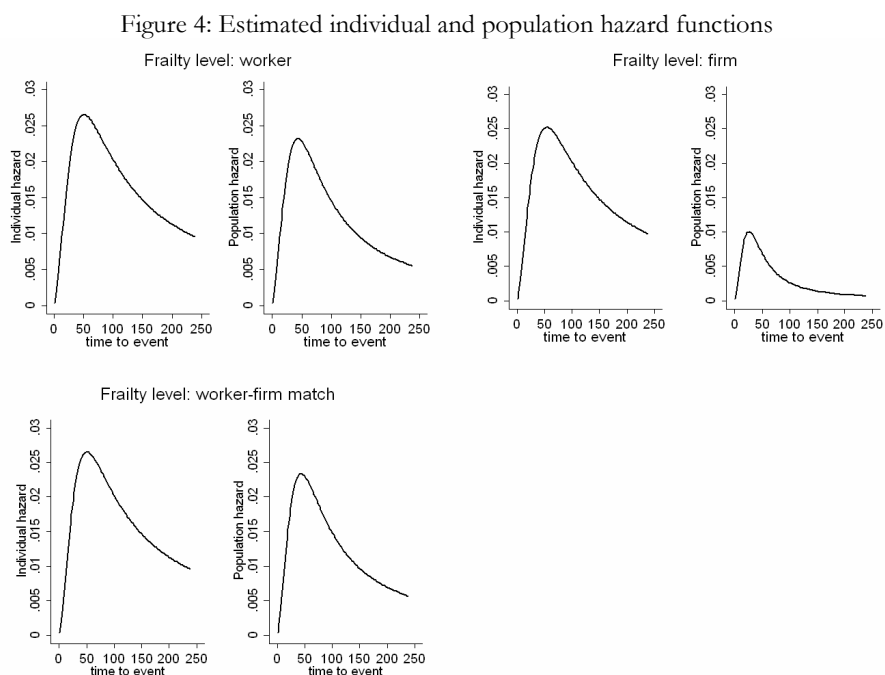 Figure 4: Estimated individual and population hazard functions
Frailty level: worker
Individual hazard
0 .005 .01 .015 .02 .025 .03
0 50 100 150 200 250
time to event
Population hazard
0 .005 .01 .015 .02 .025 .03
0 50 100 150 200 250
time to event
Frailty level: firm
Individual hazard
0 .005 .01 .015 .02 .025 .03
0 50 100 150 200 250
time to event
Population hazard
0 .005 .01 .015 .02 .025 .03
0 50 100 150 200 250
time to event
Frailty level: worker-firm match
Individual hazard
0 .005 .01 .015 .02 .025 .03
0 50 100 150 200 250
time to event
Population hazard
0 .005 .01 .015 .02 .025 .03
0 50 100 150 200 250
time to event